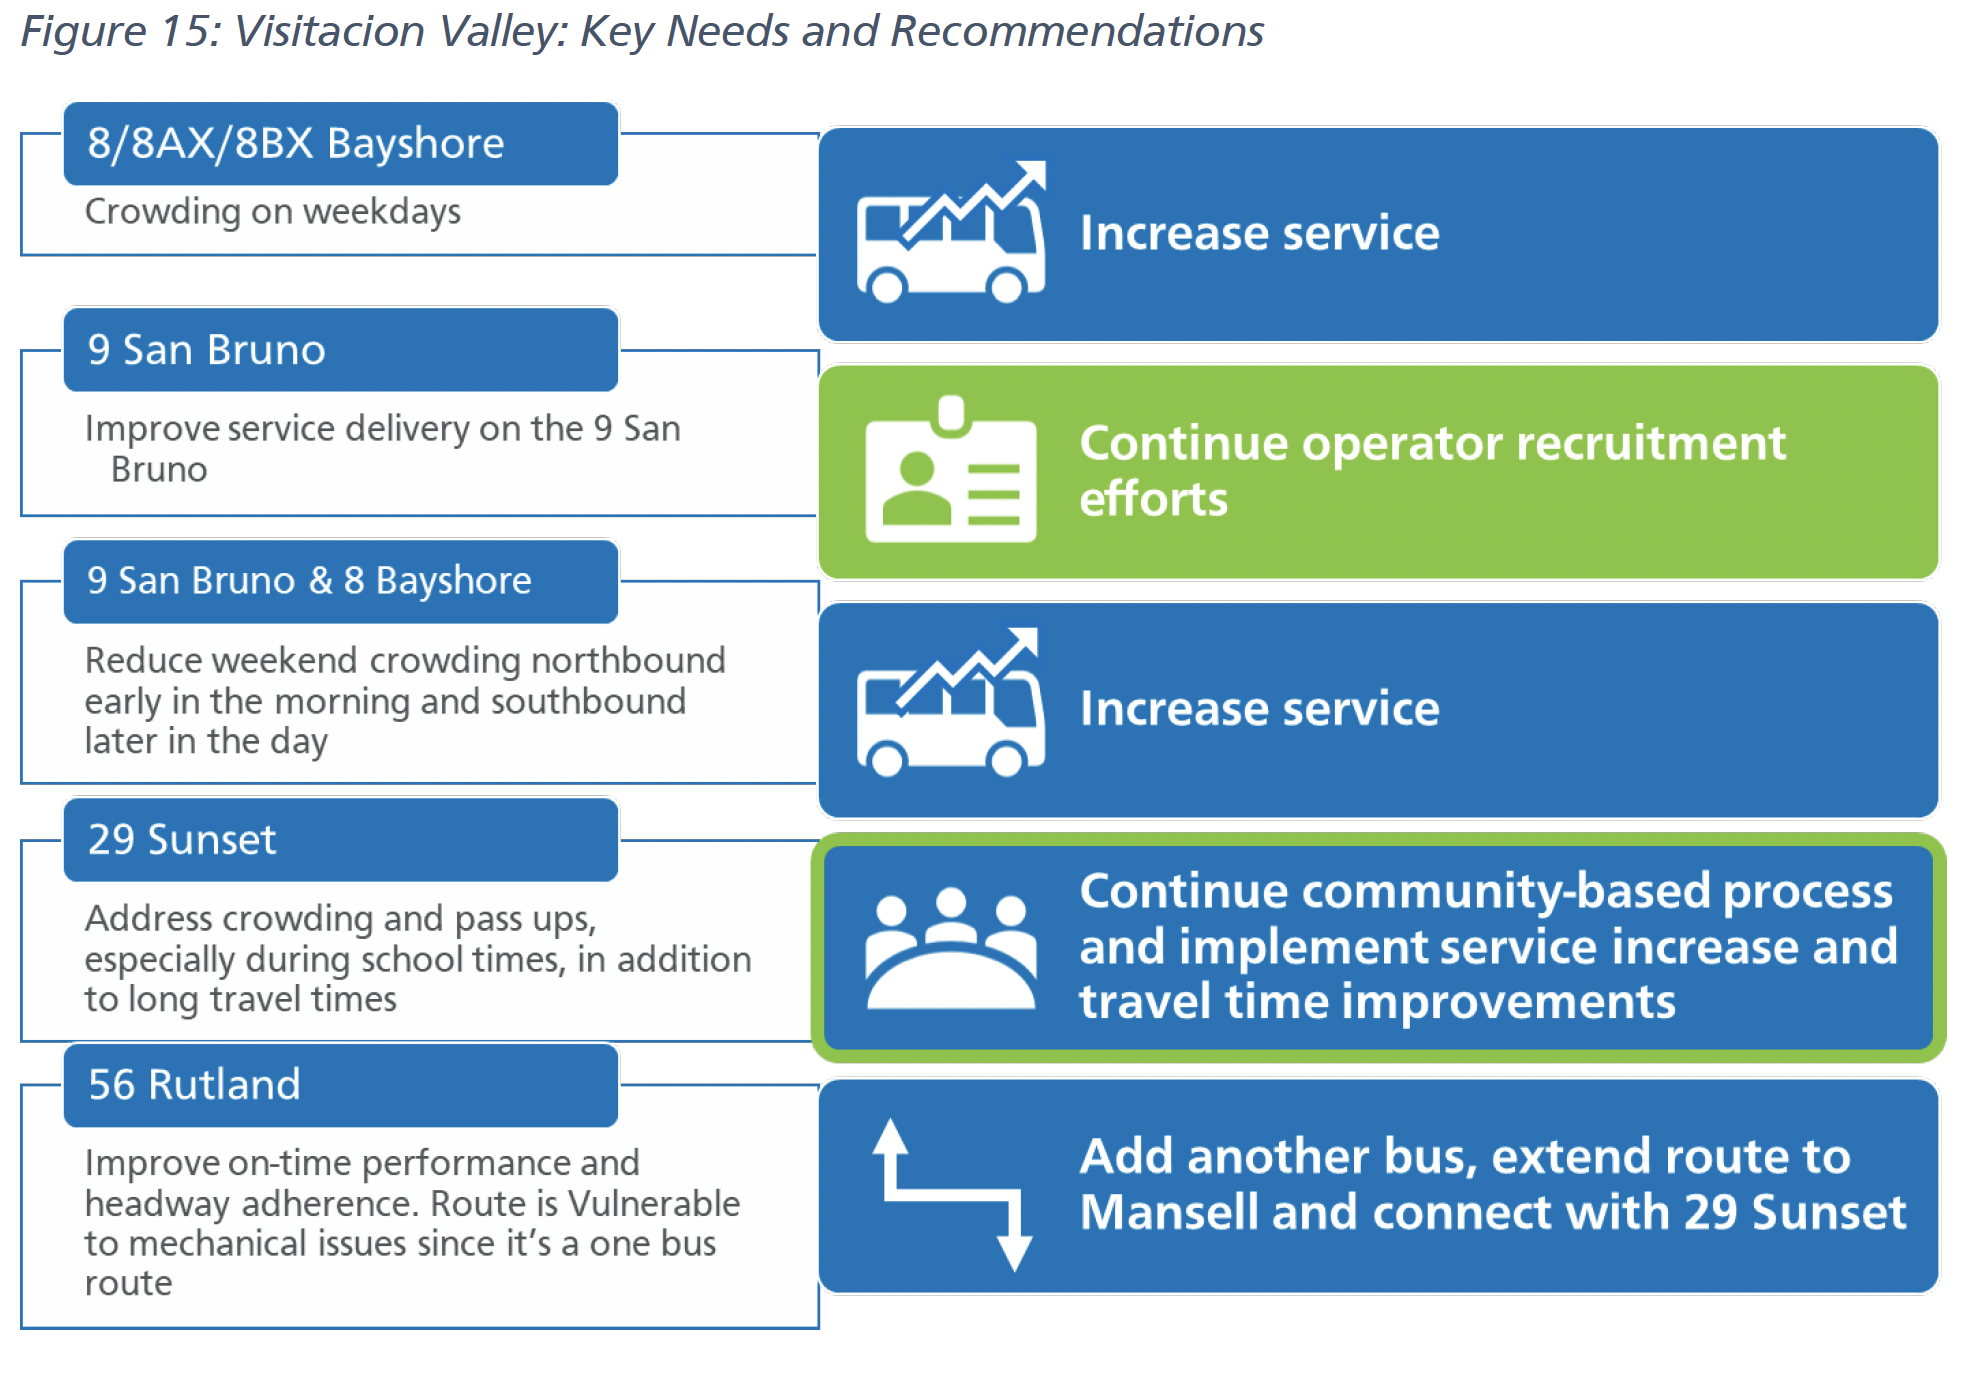 Figure 15: Visitacion Valley: Key Needs and Recommendations
8/8AX/8BX Bayshore
Crowding on weekdays
Increase service
9 San Bruno
Improve service delivery on the 9 San
Bruno
Continue operator recruitment
efforts
9 San Bruno & 8 Bayshore
Reduce weekend crowding northbound
early in the morning and southbound
later in the day
Increase service
29 Sunset
Address crowding and pass ups,
especially during school times, in addition
to long travel times
Continue community-based process
and implement service increase and
travel time improvements
56 Rutland
Improve on-time performance and
headway adherence. Route is Vulnerable
to mechanical issues since it's a one bus
route
Add another bus, extend route to
Mansell and connect with 29 Sunset